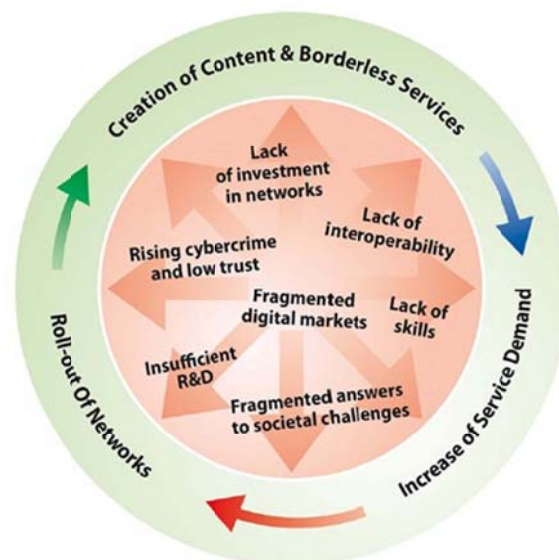 Creation of Content & Borderless Services
Lack
of investment
in networks
Lack of
interoperability
Rising cybercrime
and low trust
Fragmented
digital markets
Lack of
skills
Insufficient
R&D
Fragmented answers
to societal challenges
Increase of Service Demand
Roll-out Of Networks